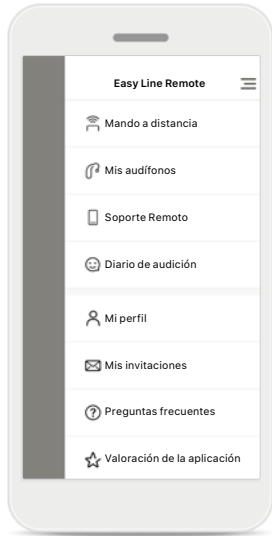 Easy Line Remote
Mando a distancia
Mis audífonos
Soporte Remoto
Diario de audición
Mi perfil
Mis invitaciones
Preguntas frecuentes
Valoración de la aplicación